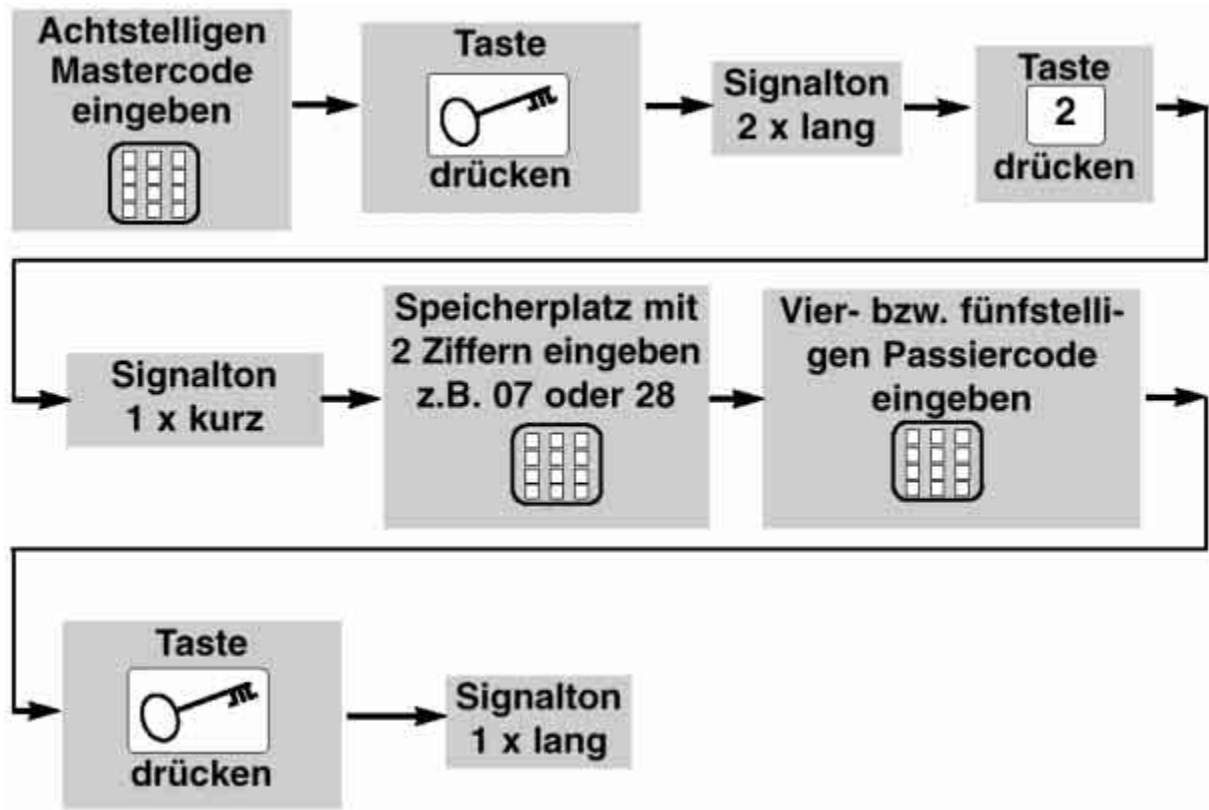 Achtstelligen
Mastercode
eingeben
Taste
drücken
Signalton
2 x lang
Taste
2
drücken
Signalton
1 x kurz
Speicherplatz mit
2 Ziffern eingeben
z.B. 07 oder 28
Vier- bzw. fünfstelli-
gen Passiercode
eingeben
Taste
drücken
Signalton
1 x lang